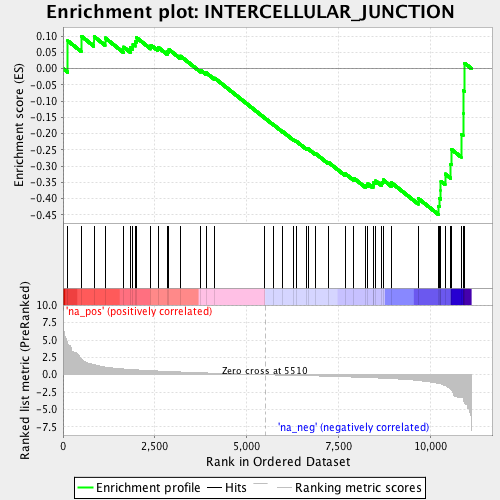 Enrichment plot: INTERCELLULAR_JUNCTION
Enrichment score (ES)
0.10
0.05
0.00
-0.05
-0.10
-0.15
-0.20
-0.25
-0.30
-0.35
-0.40
-0.45
Ranked list metric (PreRanked)
10.0
7.5
5.0
2.5
0.0
-2.5
-5.0
-7.5
'na_pos' (positively correlated)
Zero cross at 5510
'na_neg' (negatively correlated)
0
2,500
5,000
7,500
10,000
Rank in Ordered Dataset
Enrichment profile
Hits
Ranking metric scores